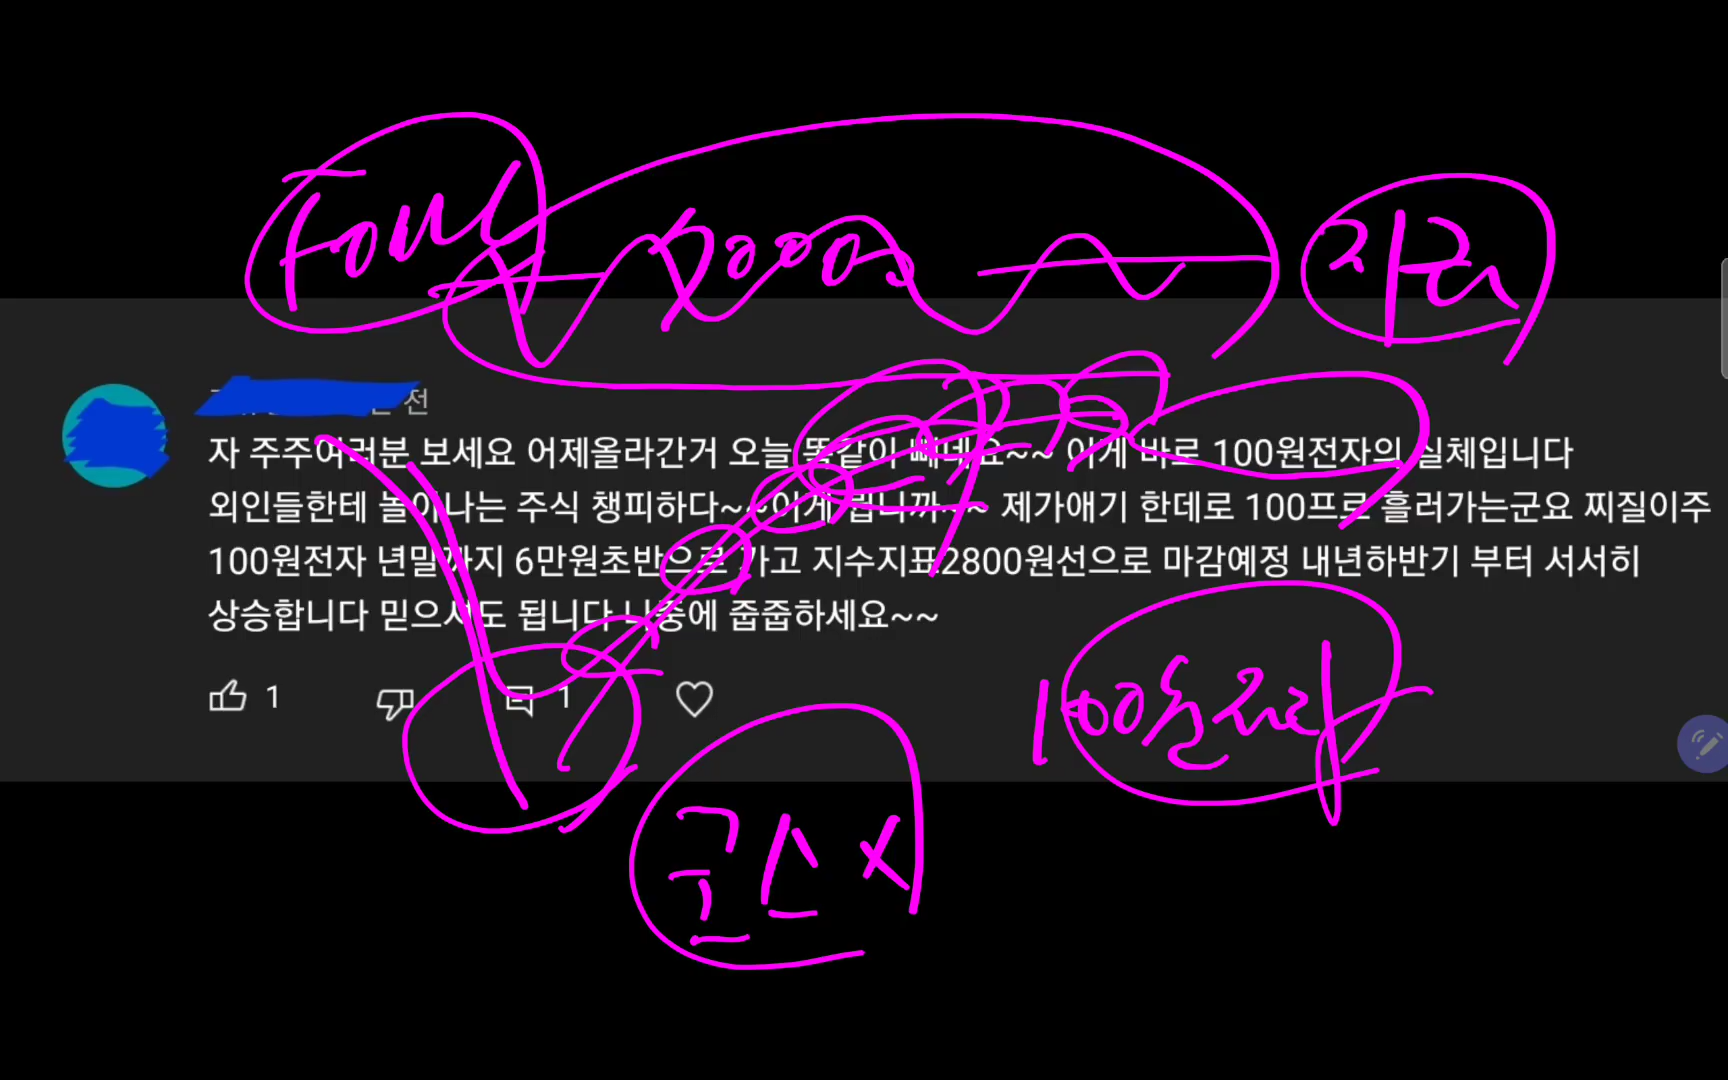 지금
전
자 주주여러분 보세요 어제올라간거 오늘 똑같이 빼네요~~ 이게 바로 100원전자의 실체입니다
외인들한테 놀아나는 주식 챙피하다~~이게 뭡니까~~ 제가얘기 한데로 100프로 흘러가는군요 찌질이주
100원전자 년말까지 6만원초반으로 가고 지수지표2800원선으로 마감예정 내년하반기 부터 서서히
상승합니다 믿으셔도 됩니다 나중에 줍줍하세요~~
1 1
100원전자